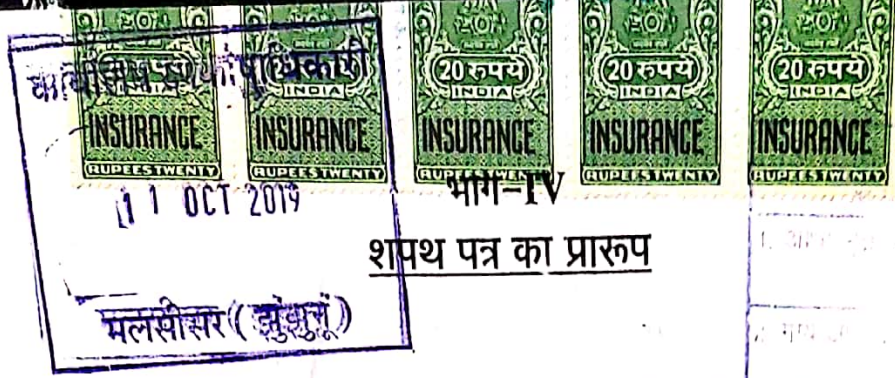 20 रुपये 20 रुपये 20 रुपये
INDIA INDIA INDIA INDIA
INSURANCE INSURANCE INSURANCE INSURANCE INSURANCE
RUPEES TWENTY RUPEES TWENTY RUPEES TWENTY RUPEES TWENTY RUPEES TWENTY
11 OCT 2019
भाग-IV
शपथ पत्र का प्रारूप
मलसीसर (झुंझुनूं)